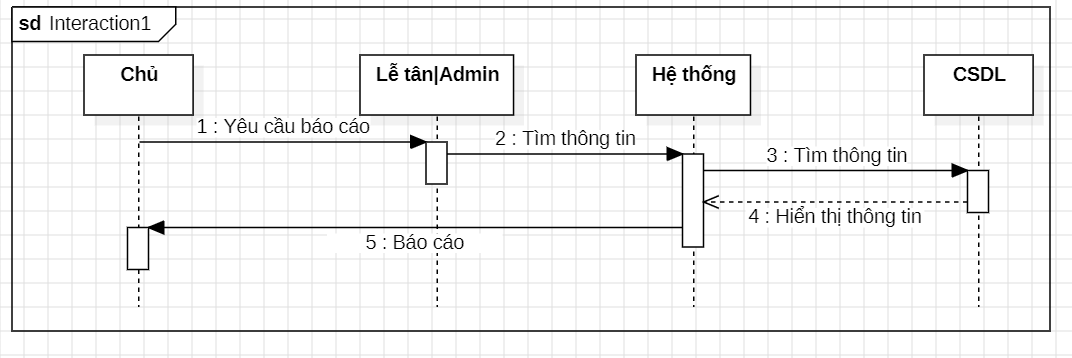 sd Interaction1
Chủ
Lễ tân|Admin
Hệ thống
CSDL
1 : Yêu cầu báo cáo
2 : Tìm thông tin
3 : Tìm thông tin
4 : Hiển thị thông tin
5 : Báo cáo